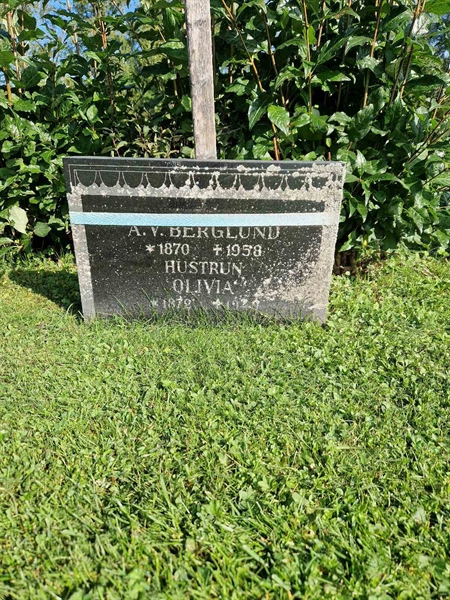 A.V. BERGLUND
*1870 †1958
HUSTRUN
OLIVIA